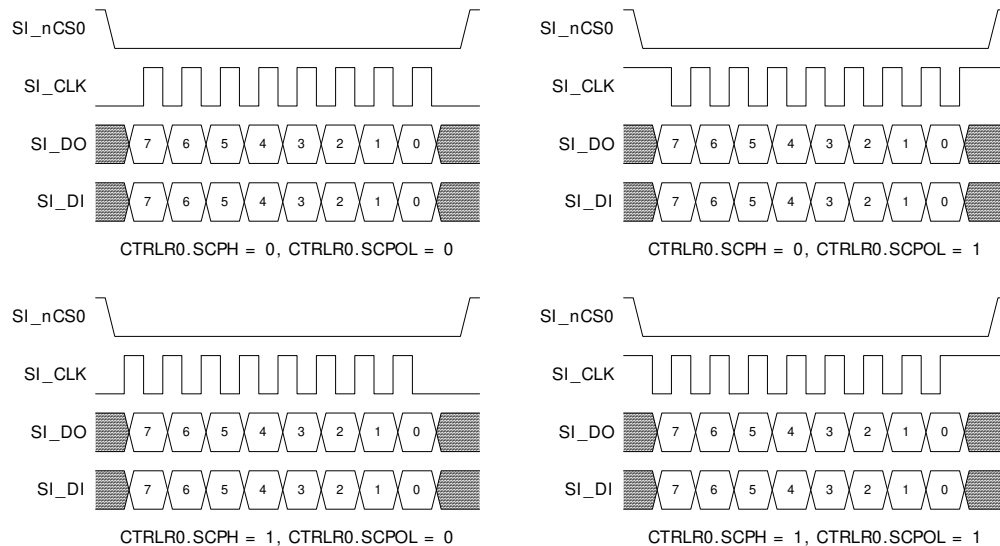 SI_nCS0
SI_CLK
SI_DO 7 6 5 4 3 2 1 0
SI_DI 7 6 5 4 3 2 1 0
CTRLR0.SCPH = 0, CTRLR0.SCPOL = 0
SI_nCS0
SI_CLK
SI_DO 7 6 5 4 3 2 1 0
SI_DI 7 6 5 4 3 2 1 0
CTRLR0.SCPH = 0, CTRLR0.SCPOL = 1
SI_nCS0
SI_CLK
SI_DO 7 6 5 4 3 2 1 0
SI_DI 7 6 5 4 3 2 1 0
CTRLR0.SCPH = 1, CTRLR0.SCPOL = 0
SI_nCS0
SI_CLK
SI_DO 7 6 5 4 3 2 1 0
SI_DI 7 6 5 4 3 2 1 0
CTRLR0.SCPH = 1, CTRLR0.SCPOL = 1